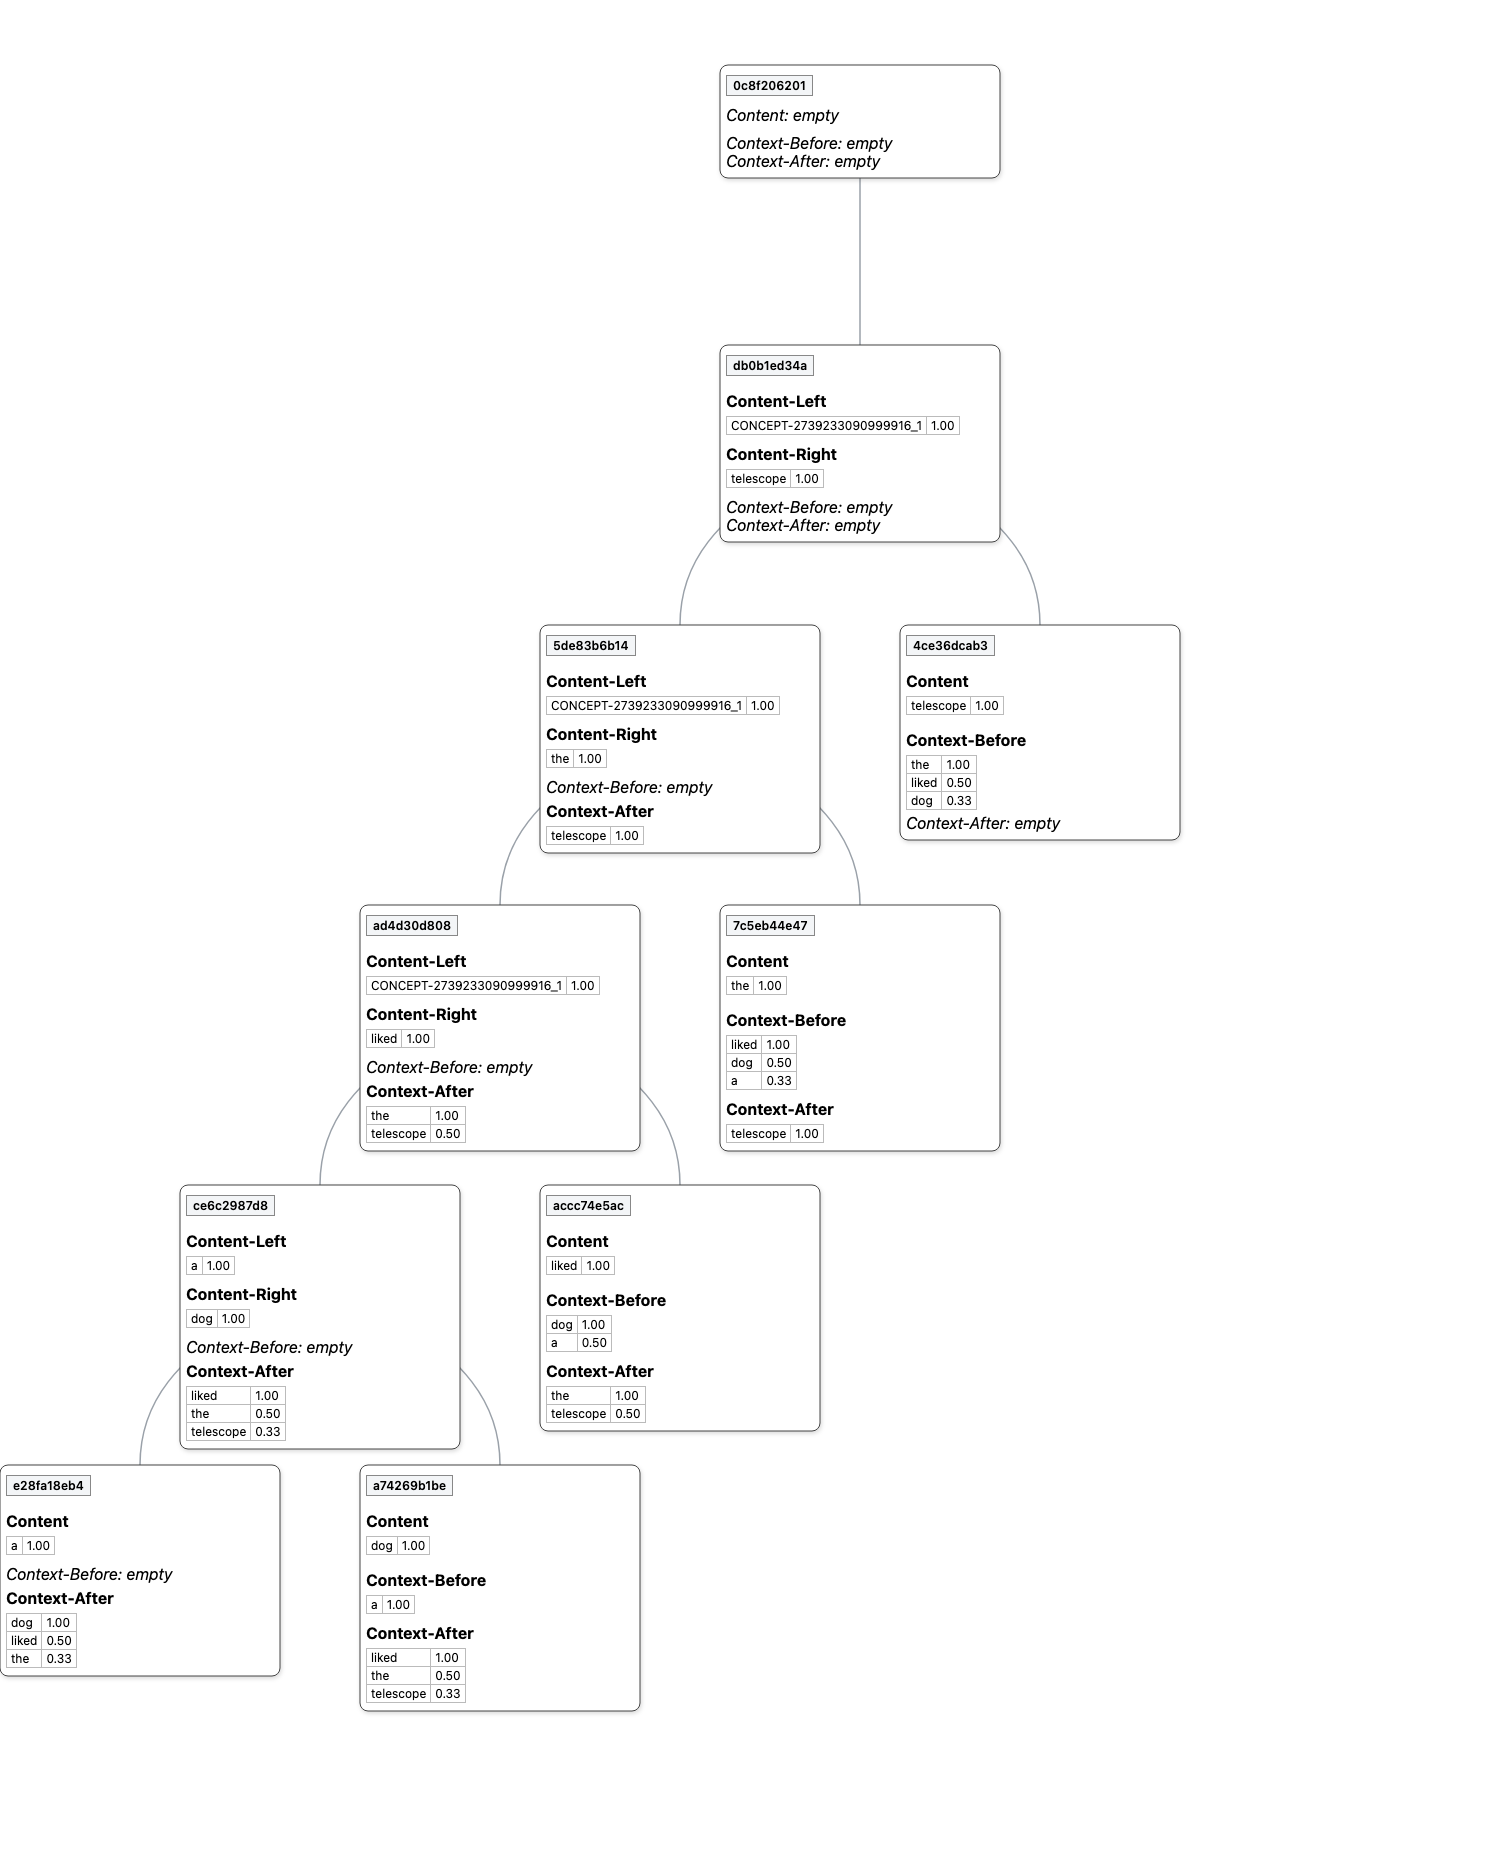 0c8f206201
Content: empty
Context-Before: empty
Context-After: empty
db0b1ed34a
Content-Left
CONCEPT-2739233090999916_1 1.00
Content-Right
telescope 1.00
Context-Before: empty
Context-After: empty
5de83b6b14
Content-Left
CONCEPT-2739233090999916_1 1.00
Content-Right
the 1.00
Context-Before: empty
Context-After
telescope 1.00
4ce36dcab3
Content
telescope 1.00
Context-Before
the 1.00
liked 0.50
dog 0.33
Context-After: empty
ad4d30d808
Content-Left
CONCEPT-2739233090999916_1 1.00
Content-Right
liked 1.00
Context-Before: empty
Context-After
the 1.00
telescope 0.50
7c5eb44e47
Content
the 1.00
Context-Before
liked 1.00
dog 0.50
a 0.33
Context-After
telescope 1.00
ce6c2987d8
Content-Left
a 1.00
Content-Right
dog 1.00
Context-Before: empty
Context-After
liked 1.00
the 0.50
telescope 0.33
accc74e5ac
Content
liked 1.00
Context-Before
dog 1.00
a 0.50
Context-After
the 1.00
telescope 0.50
e28fa18eb4
Content
a 1.00
Context-Before: empty
Context-After
dog 1.00
liked 0.50
the 0.33
a74269b1be
Content
dog 1.00
Context-Before
a 1.00
Context-After
liked 1.00
the 0.50
telescope 0.33